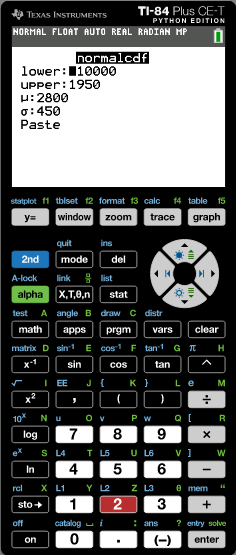 TEXAS INSTRUMENTS TI-84 Plus CE-T
PYTHON EDITION
NORMAL FLOAT AUTO REAL RADIAN MP
normalcdf
lower:10000
upper:1950
μ:2800
σ:450
Paste
statplot f1 tblset f2 format f3 calc f4 table f5
y= window zoom trace graph
quit ins
2nd mode del
A-lock link list
alpha X,T,θ,n stat
test A angle B draw C distr
math apps prgm vars clear
matrix D sin⁻¹ E cos⁻¹ F tan⁻¹ G π H
x⁻¹ sin cos tan ^
√ I EE J { K } L e M
x² , ( ) ÷
10ˣ N u O v P w Q [ R
log 7 8 9 ×
eˣ S L4 T L5 U L6 V ] W
ln 4 5 6 −
rcl X L1 Y L2 Z L3 θ mem "
sto→ 1 2 3 +
off catalog i : ans ? entry solve
on 0 . (−) enter